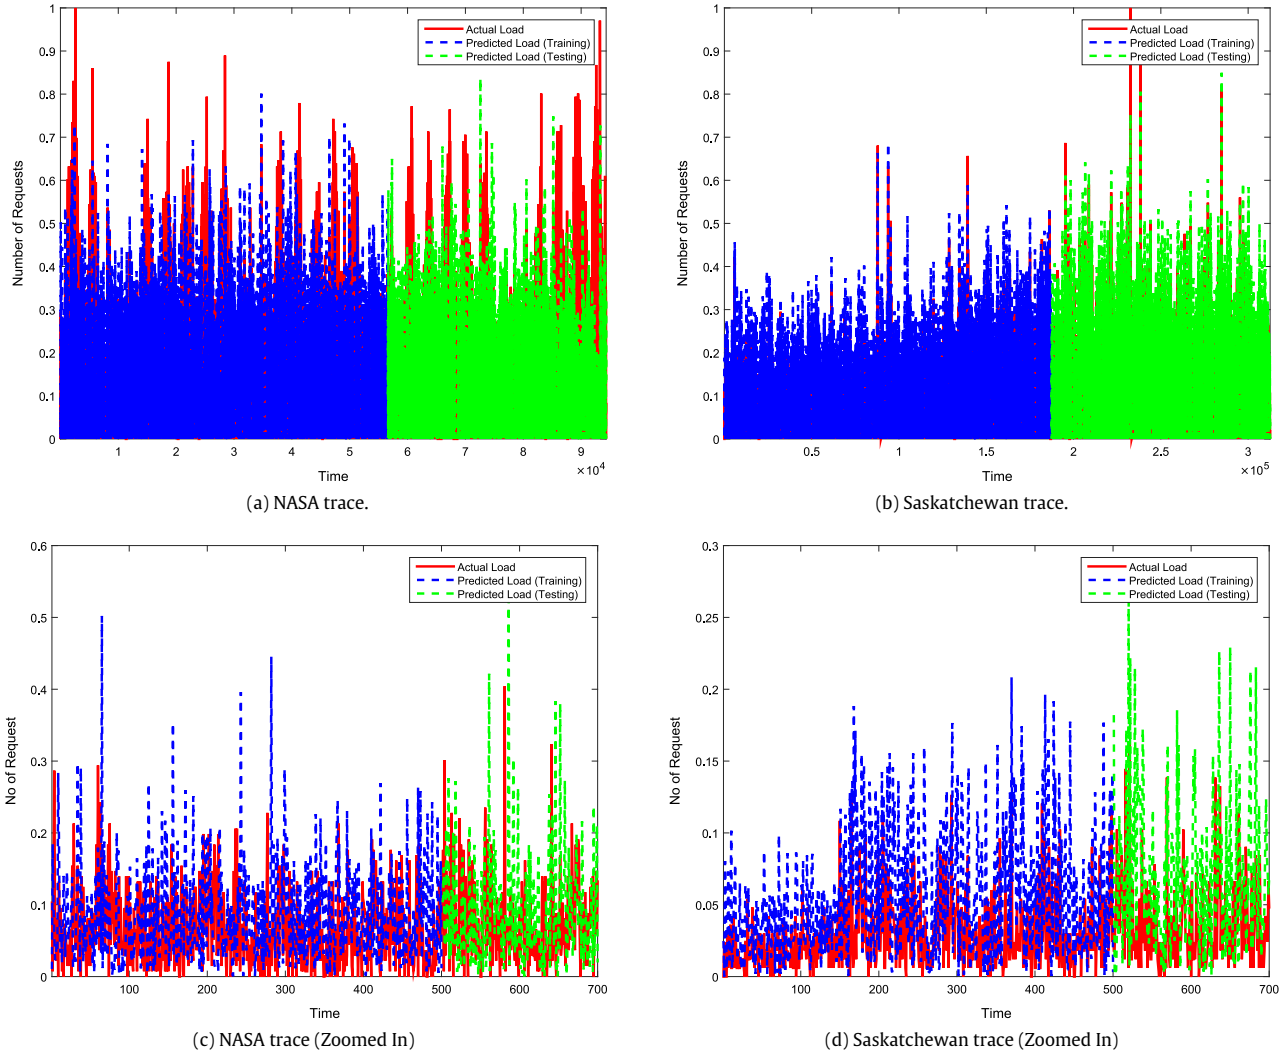 1
0.9
0.8
0.7
0.6
0.5
0.4
0.3
0.2
0.1
0
Number of Requests
Actual Load
Predicted Load (Training)
Predicted Load (Testing)
1 2 3 4 5 6 7 8 9
×10^4
Time
(a) NASA trace.
1
0.9
0.8
0.7
0.6
0.5
0.4
0.3
0.2
0.1
0
Number of Requests
Actual Load
Predicted Load (Training)
Predicted Load (Testing)
0.5 1 1.5 2 2.5 3
×10^5
Time
(b) Saskatchewan trace.
0.6
0.5
0.4
0.3
0.2
0.1
0
No of Request
Actual Load
Predicted Load (Training)
Predicted Load (Testing)
100 200 300 400 500 600 700
Time
(c) NASA trace (Zoomed In)
0.3
0.25
0.2
0.15
0.1
0.05
0
No of Request
Actual Load
Predicted Load (Training)
Predicted Load (Testing)
100 200 300 400 500 600 700
Time
(d) Saskatchewan trace (Zoomed In)